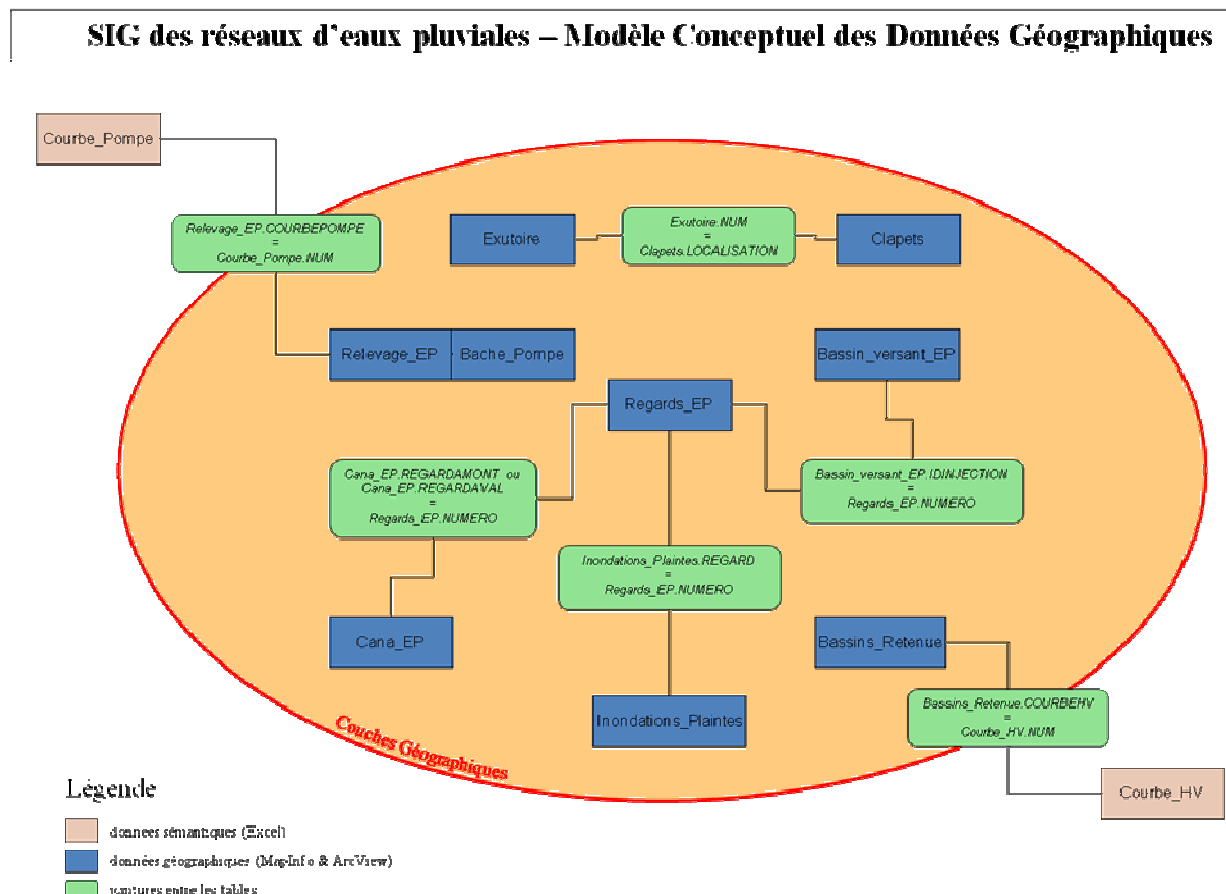 SIG des réseaux d'eaux pluviales – Modèle Conceptuel des Données Géographiques
Courbe_Pompe
Relevage_EP.COURBEPOMPE
=
Courbe_Pompe.NUM
Exutoire
Exutoire.NUM
=
Clapets.LOCALISATION
Clapets
Relevage_EP
Bache_Pompe
Bassin_versant_EP
Regards_EP
Cana_EP.REGARDAMONT ou
Cana_EP.REGARDAVAL
=
Regards_EP.NUMERO
Bassin_versant_EP.IDINJECTION
=
Regards_EP.NUMERO
Inondations_Plaintes.REGARD
=
Regards_EP.NUMERO
Cana_EP
Bassins_Retenue
Inondations_Plaintes
Bassins_Retenue.COURBEHV
=
Courbe_HV.NUM
Couches Géographiques
Courbe_HV
Légende
données sémantiques (Excel)
données géographiques (MapInfo & ArcView)
entre les tables